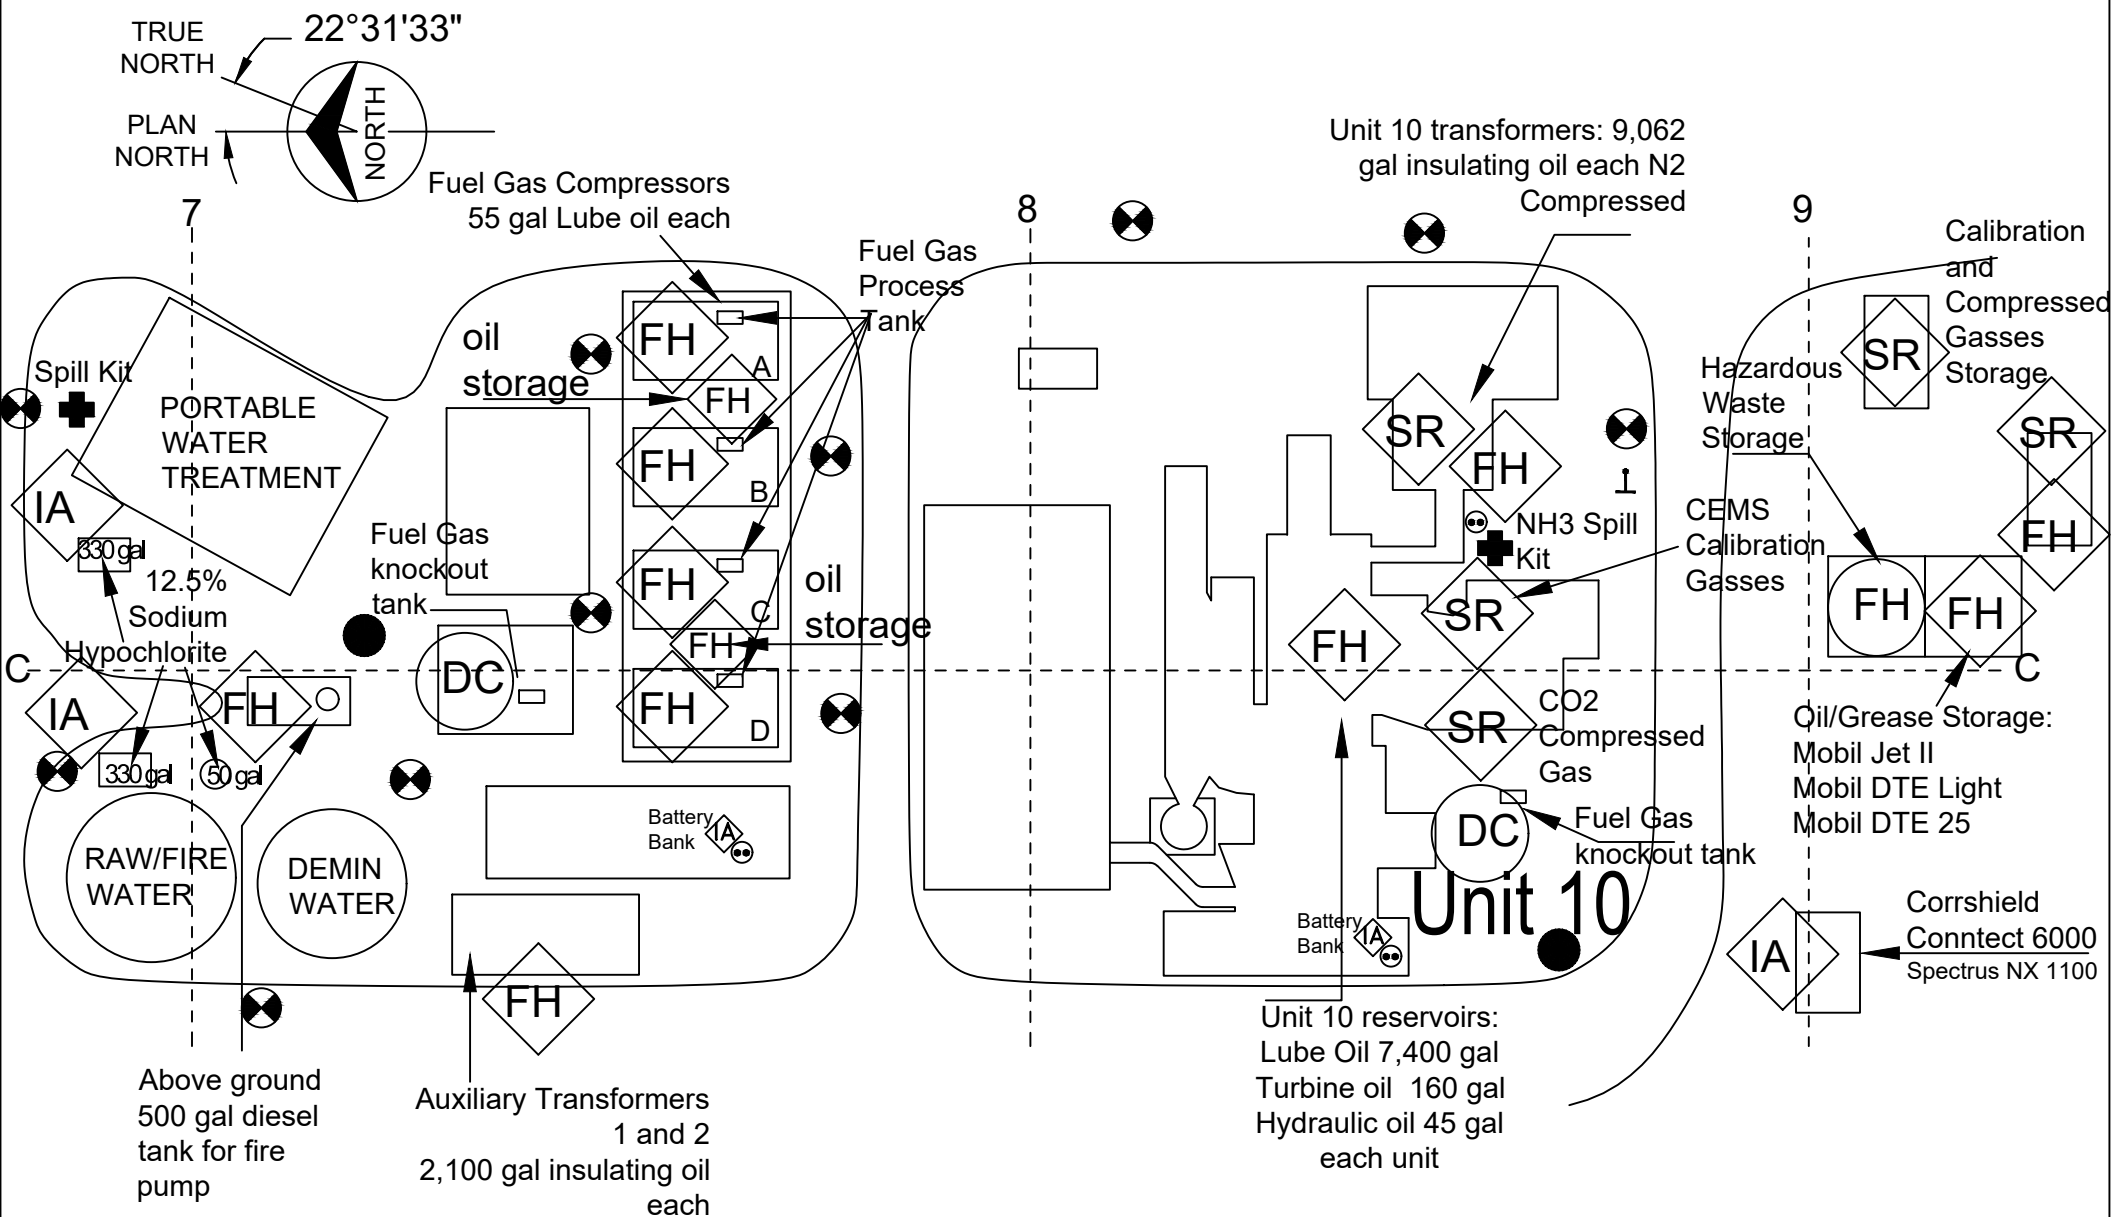 TRUE
NORTH
22°31'33"
PLAN
NORTH
NORTH
7
8
9
Fuel Gas Compressors
55 gal Lube oil each
Fuel Gas
Process
Tank
Unit 10 transformers: 9,062
gal insulating oil each N2
Compressed
Calibration
and
Compressed
Gasses
Storage
Hazardous
Waste
Storage
Spill Kit
PORTABLE
WATER
TREATMENT
oil
storage
FH
A
FH
FH
B
FH
C
FH
FH
D
oil
storage
IA
330 gal
12.5%
Sodium
Hypochlorite
Fuel Gas
knockout
tank
DC
C
IA
FH
330 gal
50 gal
RAW/FIRE
WATER
DEMIN
WATER
Battery
Bank
IA
FH
Above ground
500 gal diesel
tank for fire
pump
Auxiliary Transformers
1 and 2
2,100 gal insulating oil
each
SR
FH
NH3 Spill
Kit
CEMS
Calibration
Gasses
FH
SR
SR
CO2
Compressed
Gas
DC
Fuel Gas
knockout tank
Unit 10
Battery
Bank
IA
Unit 10 reservoirs:
Lube Oil 7,400 gal
Turbine oil 160 gal
Hydraulic oil 45 gal
each unit
SR
SR
FH
FH
FH
C
Oil/Grease Storage:
Mobil Jet II
Mobil DTE Light
Mobil DTE 25
IA
Corrshield
Conntect 6000
Spectrus NX 1100